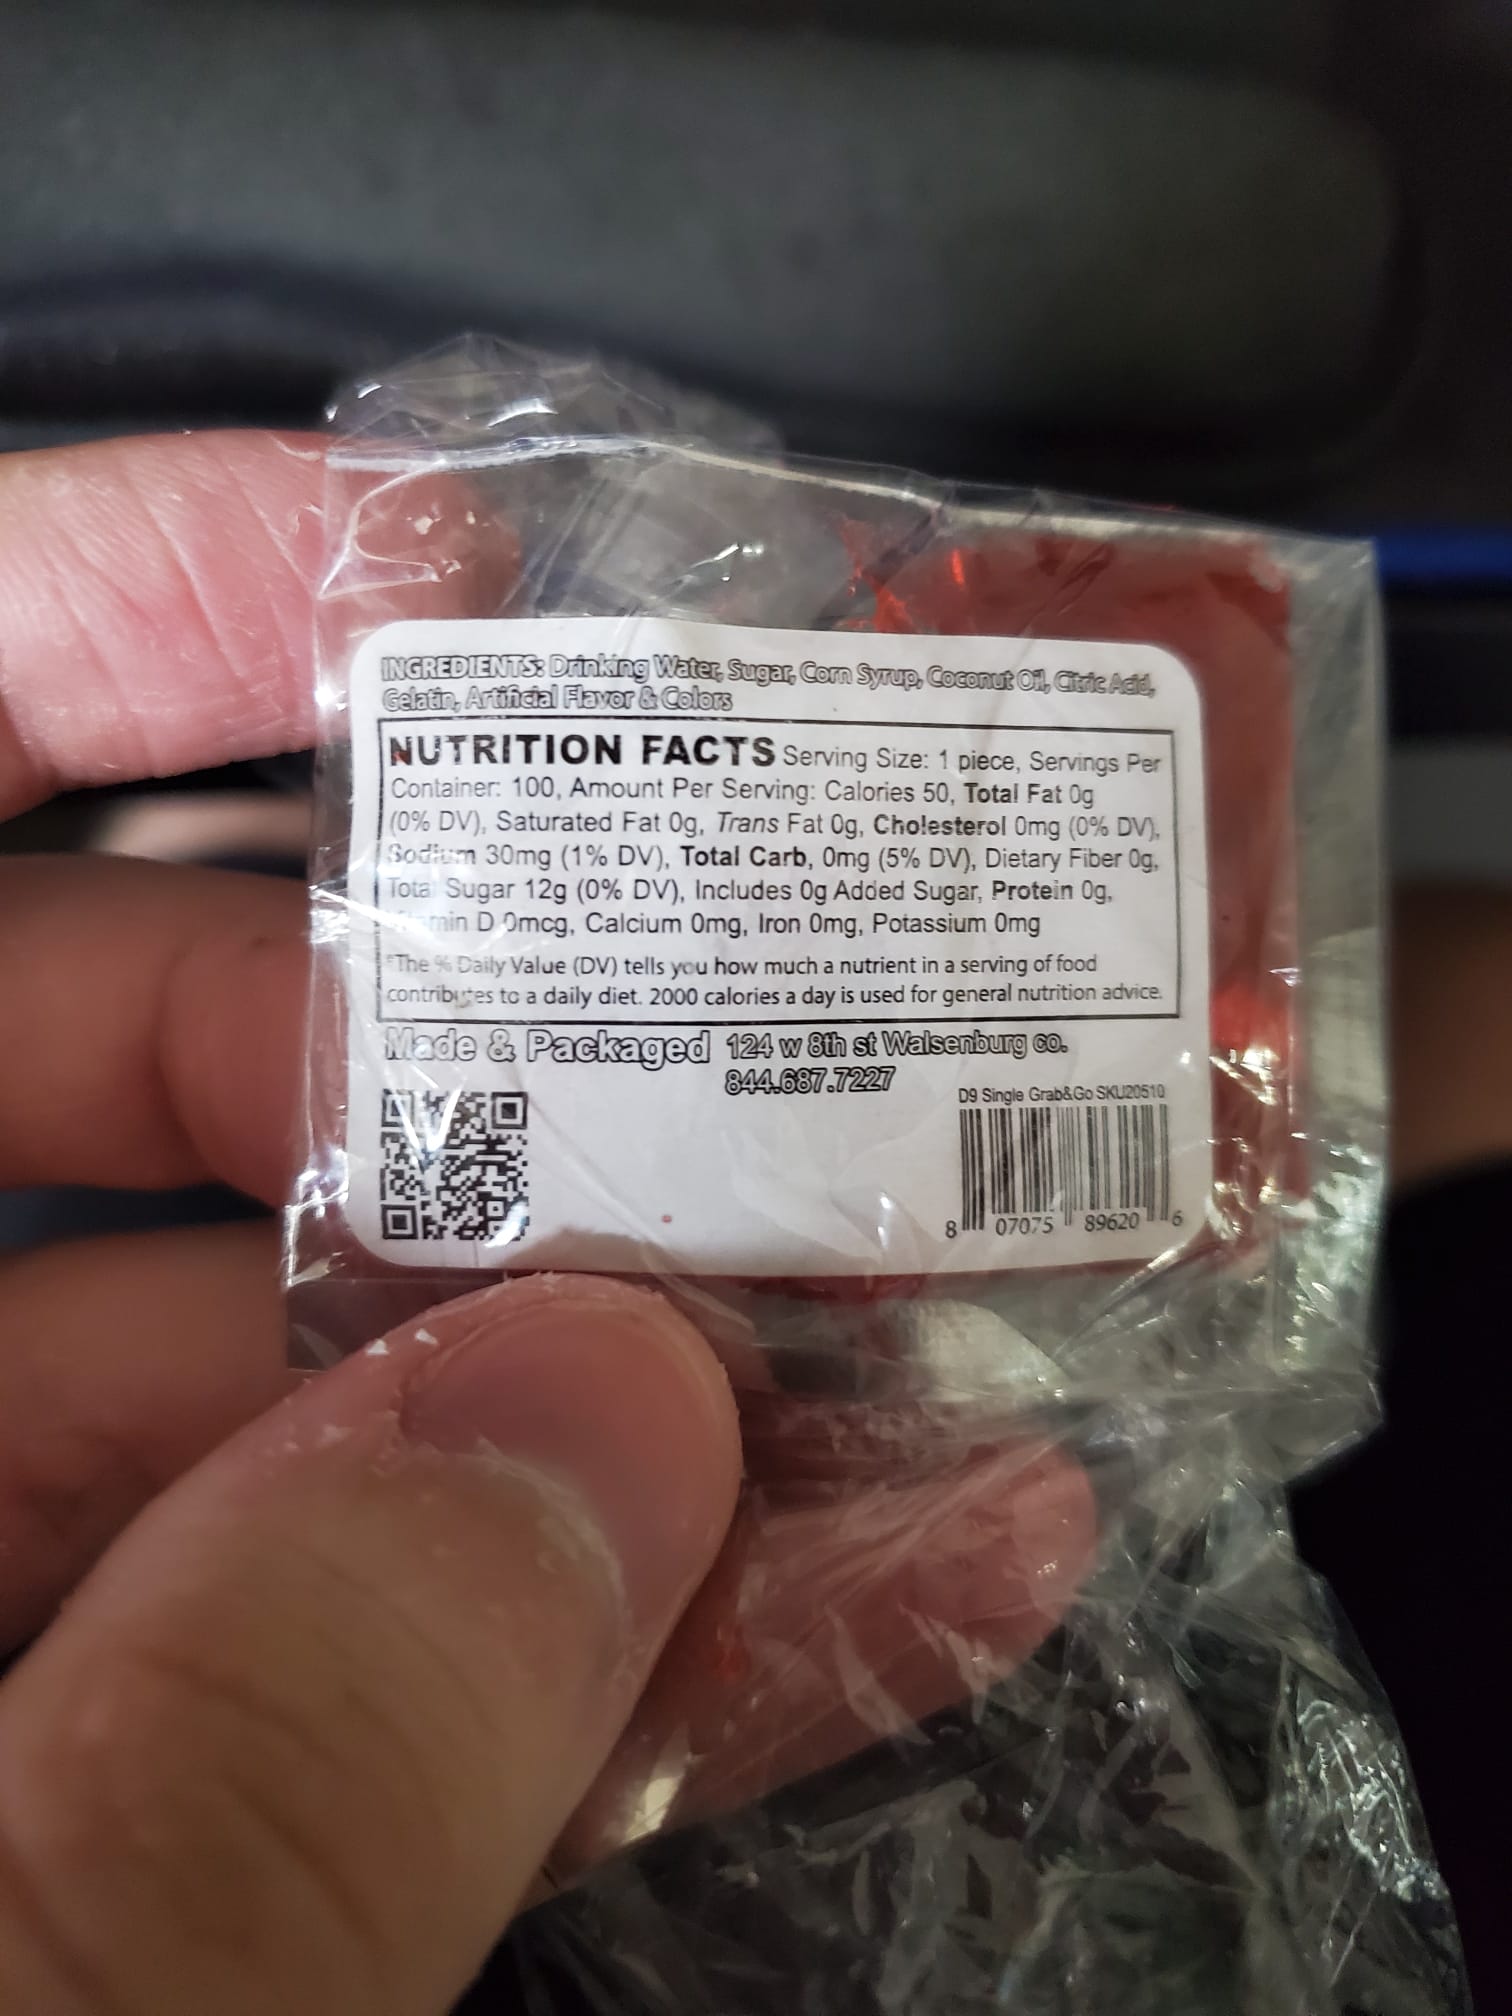 INGREDIENTS: Drinking Water, Sugar, Corn Syrup, Coconut Oil, Citric Acid,
Gelatin, Artificial Flavor & Colors
NUTRITION FACTS Serving Size: 1 piece, Servings Per
Container: 100, Amount Per Serving: Calories 50, Total Fat 0g
(0% DV), Saturated Fat 0g, Trans Fat 0g, Cholesterol 0mg (0% DV),
Sodium 30mg (1% DV), Total Carb, 0mg (5% DV), Dietary Fiber 0g,
Total Sugar 12g (0% DV), Includes 0g Added Sugar, Protein 0g,
Vitamin D 0mcg, Calcium 0mg, Iron 0mg, Potassium 0mg
*The % Daily Value (DV) tells you how much a nutrient in a serving of food
contributes to a daily diet. 2000 calories a day is used for general nutrition advice.
Made & Packaged 124 w 8th st Walsenburg co.
844.687.7227
D9 Single Grab&Go SKU20510
8 07075 89620 6